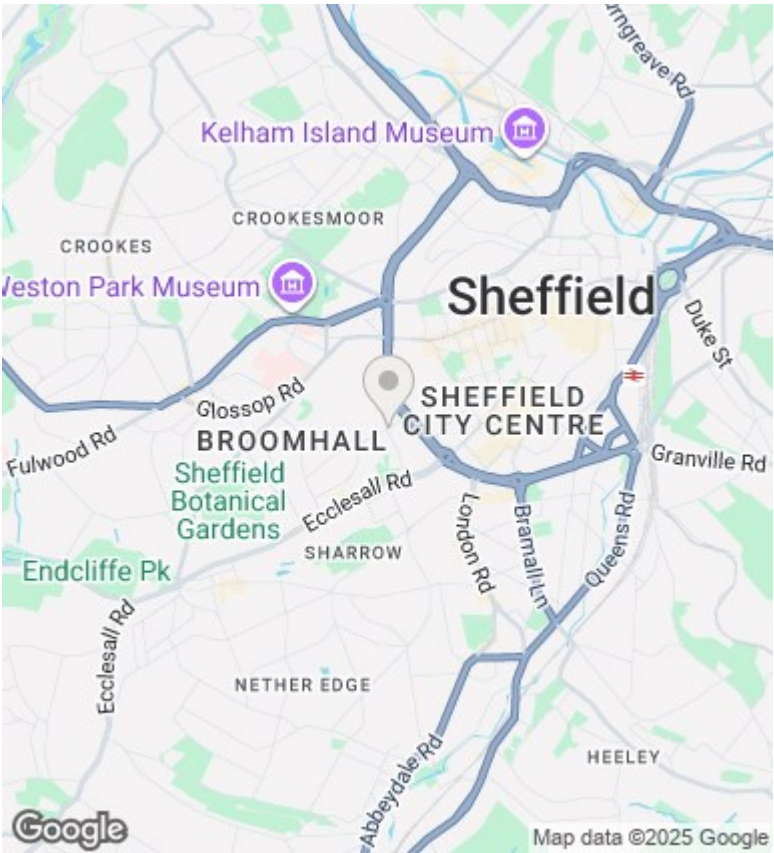 urngreave Rd
Kelham Island Museum
CROOKESMOOR
CROOKES
Weston Park Museum
Sheffield
Duke St
Glossop Rd
SHEFFIELD
CITY CENTRE
Fulwood Rd
BROOMHALL
Granville Rd
Sheffield
Botanical
Gardens
Ecclesall Rd
London Rd
Bramall Ln
Queens Rd
SHARROW
Endcliffe Pk
Ecclesall Rd
NETHER EDGE
Abbeydale Rd
HEELEY
Google
Map data ©2025 Google